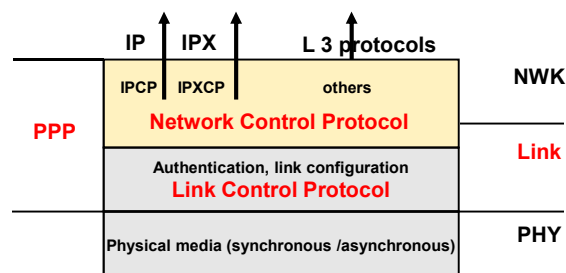 IP IPX L 3 protocols
IPCP IPXCP others
NWK
Network Control Protocol
PPP
Link
Authentication, link configuration
Link Control Protocol
PHY
Physical media (synchronous /asynchronous)